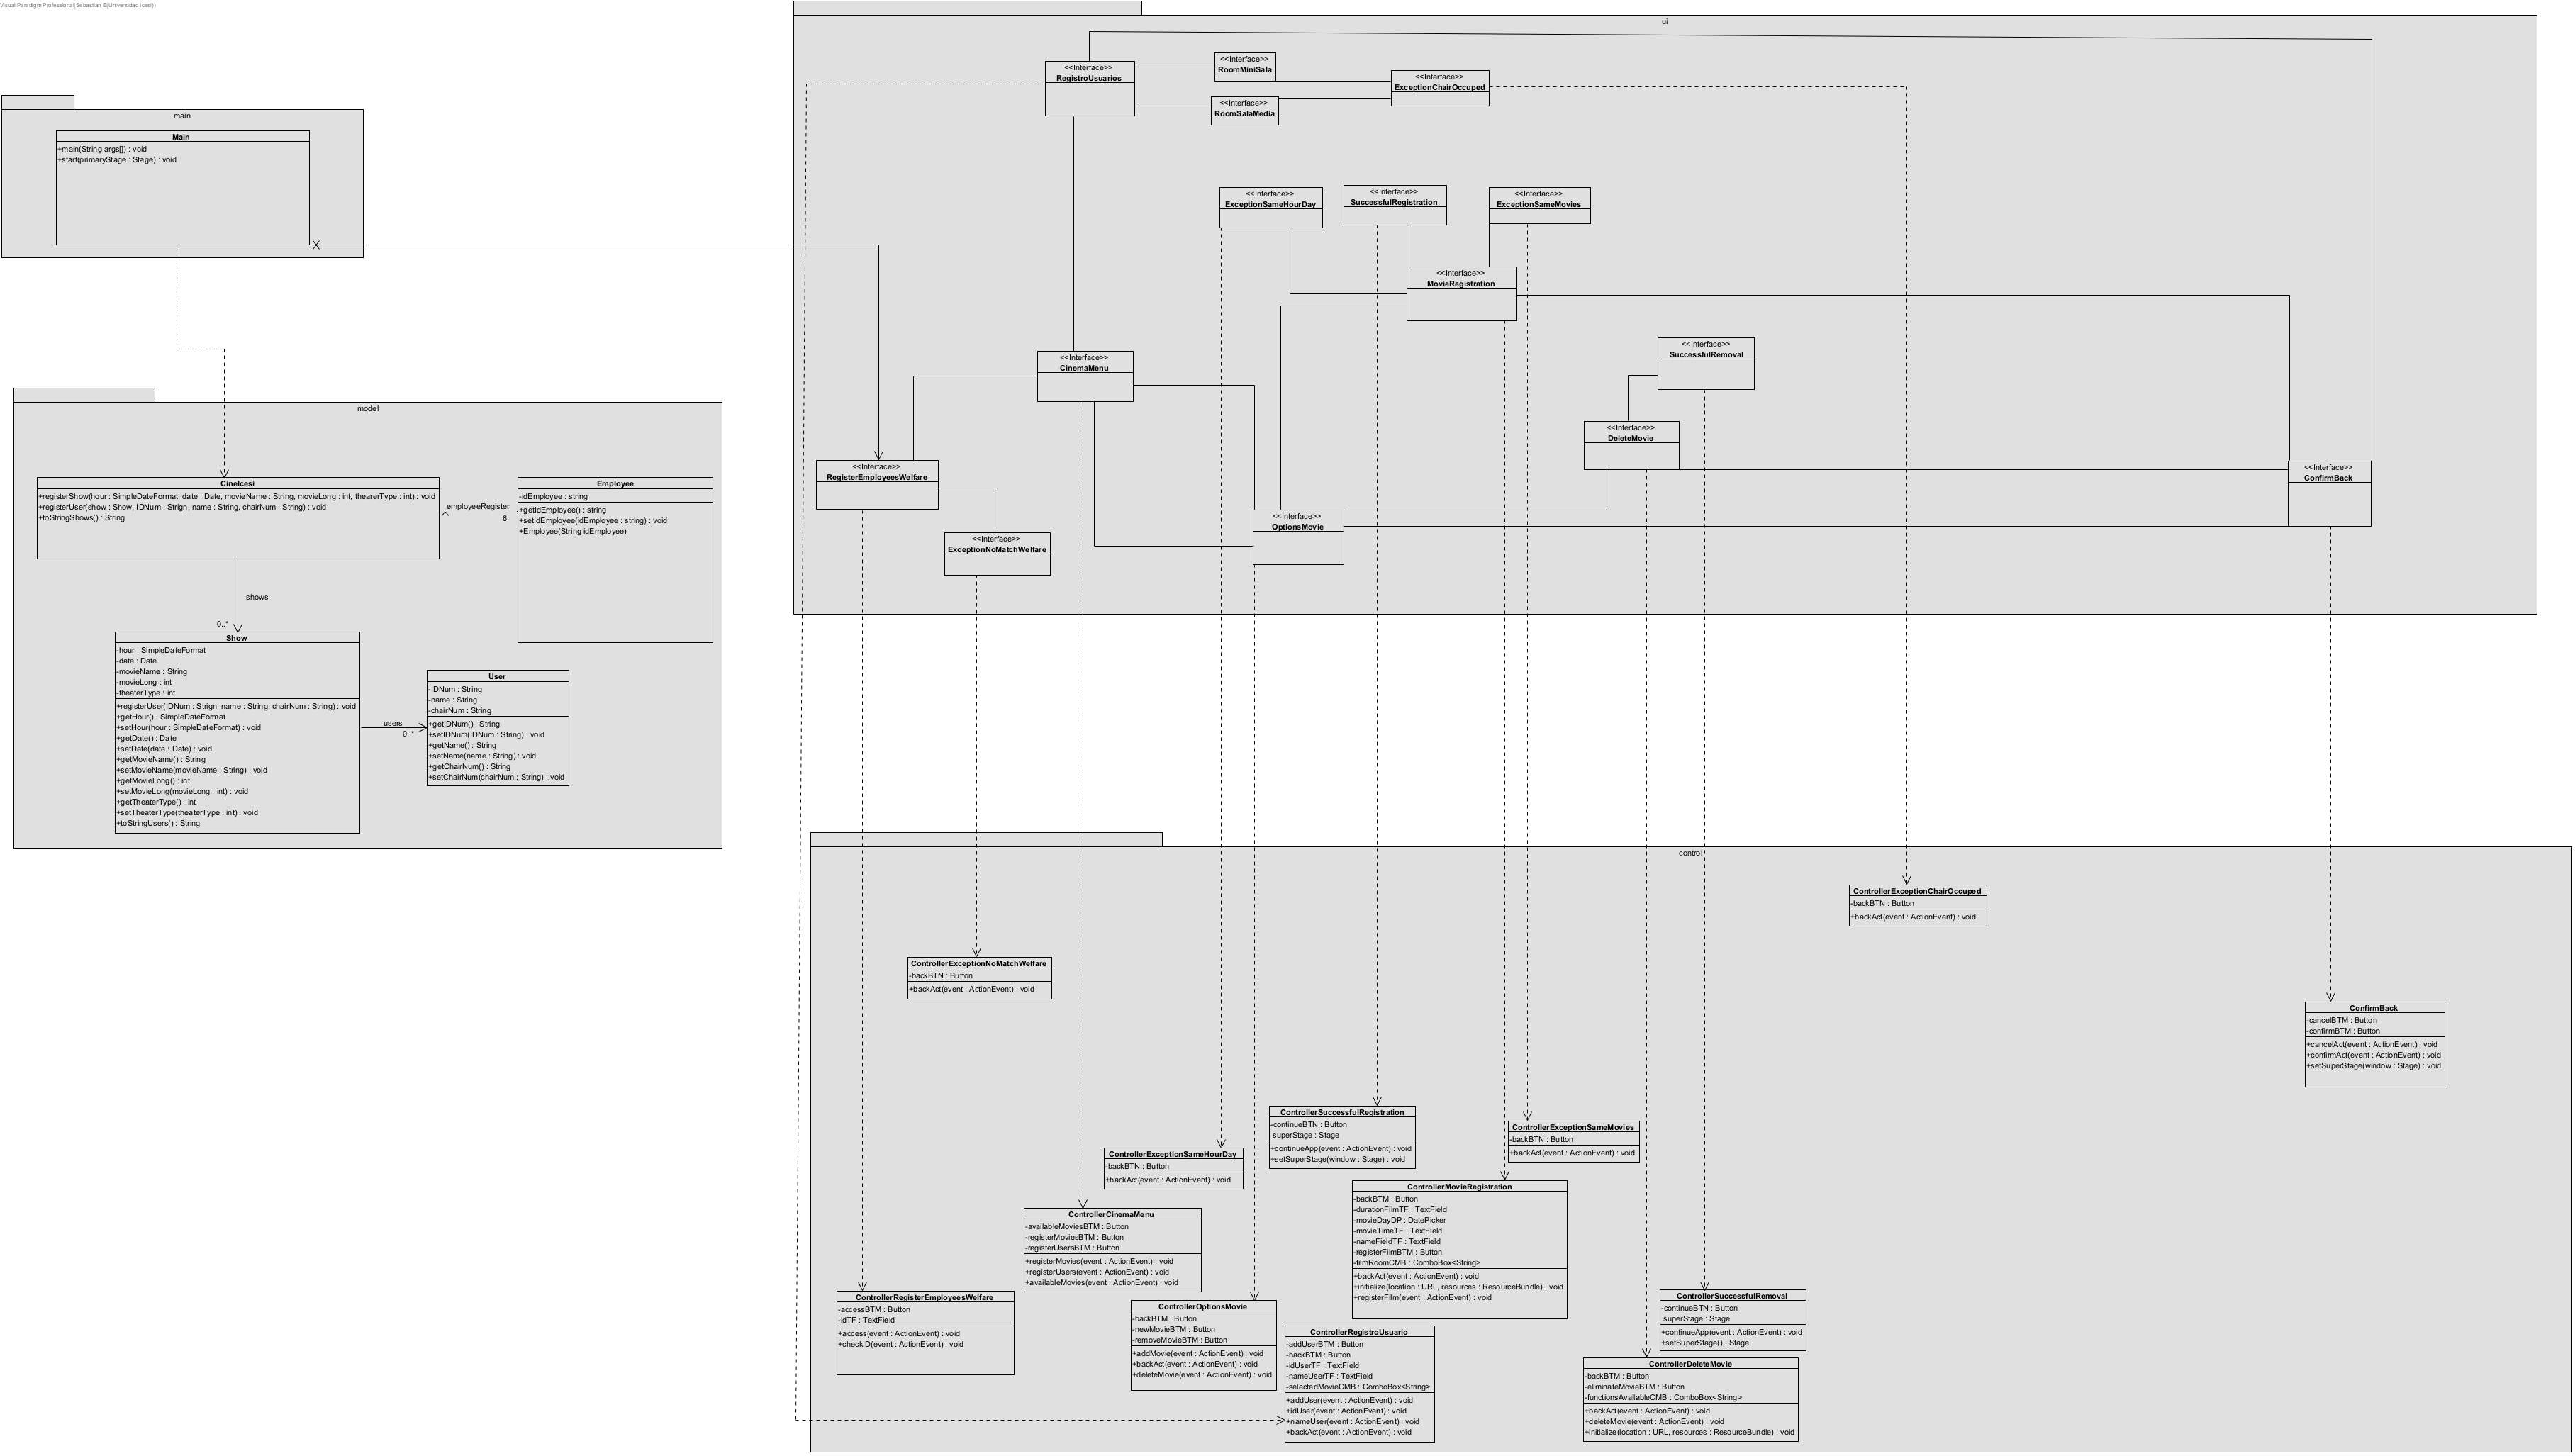 Visual Paradigm Professional(Sebastian E(Universidad Icesi))
main
Main
+main(String args[]) : void
+start(primaryStage : Stage) : void
model
CineIcesi
+registerShow(hour : SimpleDateFormat, date : Date, movieName : String, movieLong : int, thearerType : int) : void
+registerUser(show : Show, IDNum : Strign, name : String, chairNum : String) : void
+toStringShows() : String
employeeRegister
6
Employee
-idEmployee : string
+getIdEmployee() : string
+setIdEmployee(idEmployee : string) : void
+Employee(String idEmployee)
shows
0..*
Show
-hour : SimpleDateFormat
-date : Date
-movieName : String
-movieLong : int
-theaterType : int
+registerUser(IDNum : Strign, name : String, chairNum : String) : void
+getHour() : SimpleDateFormat
+setHour(hour : SimpleDateFormat) : void
+getDate() : Date
+setDate(date : Date) : void
+getMovieName() : String
+setMovieName(movieName : String) : void
+getMovieLong() : int
+setMovieLong(movieLong : int) : void
+getTheaterType() : int
+setTheaterType(theaterType : int) : void
+toStringUsers() : String
users
0..*
User
-IDNum : String
-name : String
-chairNum : String
+getIDNum() : String
+setIDNum(IDNum : String) : void
+getName() : String
+setName(name : String) : void
+getChairNum() : String
+setChairNum(chairNum : String) : void
ui
<<Interface>>
RegistroUsuarios
<<Interface>>
RoomMiniSala
<<Interface>>
RoomSalaMedia
<<Interface>>
ExceptionChairOccuped
<<Interface>>
ExceptionSameHourDay
<<Interface>>
SuccessfulRegistration
<<Interface>>
ExceptionSameMovies
<<Interface>>
MovieRegistration
<<Interface>>
CinemaMenu
<<Interface>>
SuccessfulRemoval
<<Interface>>
DeleteMovie
<<Interface>>
RegisterEmployeesWelfare
<<Interface>>
ConfirmBack
<<Interface>>
OptionsMovie
<<Interface>>
ExceptionNoMatchWelfare
control
ControllerExceptionChairOccuped
-backBTN : Button
+backAct(event : ActionEvent) : void
ControllerExceptionNoMatchWelfare
-backBTN : Button
+backAct(event : ActionEvent) : void
ConfirmBack
-cancelBTM : Button
-confirmBTM : Button
+cancelAct(event : ActionEvent) : void
+confirmAct(event : ActionEvent) : void
+setSuperStage(window : Stage) : void
ControllerSuccessfulRegistration
-continueBTN : Button
superStage : Stage
+continueApp(event : ActionEvent) : void
+setSuperStage(window : Stage) : void
ControllerExceptionSameMovies
-backBTN : Button
+backAct(event : ActionEvent) : void
ControllerExceptionSameHourDay
-backBTN : Button
+backAct(event : ActionEvent) : void
ControllerMovieRegistration
-backBTM : Button
-durationFilmTF : TextField
-movieDayDP : DatePicker
-movieTimeTF : TextField
-nameFieldTF : TextField
-registerFilmBTM : Button
-filmRoomCMB : ComboBox<String>
+backAct(event : ActionEvent) : void
+initialize(location : URL, resources : ResourceBundle) : void
+registerFilm(event : ActionEvent) : void
ControllerCinemaMenu
-availableMoviesBTM : Button
-registerMoviesBTM : Button
-registerUsersBTM : Button
+registerMovies(event : ActionEvent) : void
+registerUsers(event : ActionEvent) : void
+availableMovies(event : ActionEvent) : void
ControllerRegisterEmployeesWelfare
-accessBTM : Button
-idTF : TextField
+access(event : ActionEvent) : void
+checkID(event : ActionEvent) : void
ControllerOptionsMovie
-backBTM : Button
-newMovieBTM : Button
-removeMovieBTM : Button
+addMovie(event : ActionEvent) : void
+backAct(event : ActionEvent) : void
+deleteMovie(event : ActionEvent) : void
ControllerRegistroUsuario
-addUserBTM : Button
-backBTM : Button
-idUserTF : TextField
-nameUserTF : TextField
-selectedMovieCMB : ComboBox<String>
+addUser(event : ActionEvent) : void
+idUser(event : ActionEvent) : void
+nameUser(event : ActionEvent) : void
+backAct(event : ActionEvent) : void
ControllerSuccessfulRemoval
-continueBTN : Button
superStage : Stage
+continueApp(event : ActionEvent) : void
+setSuperStage() : Stage
ControllerDeleteMovie
-backBTM : Button
-eliminateMovieBTM : Button
-functionsAvailableCMB : ComboBox<String>
+backAct(event : ActionEvent) : void
+deleteMovie(event : ActionEvent) : void
+initialize(location : URL, resources : ResourceBundle) : void